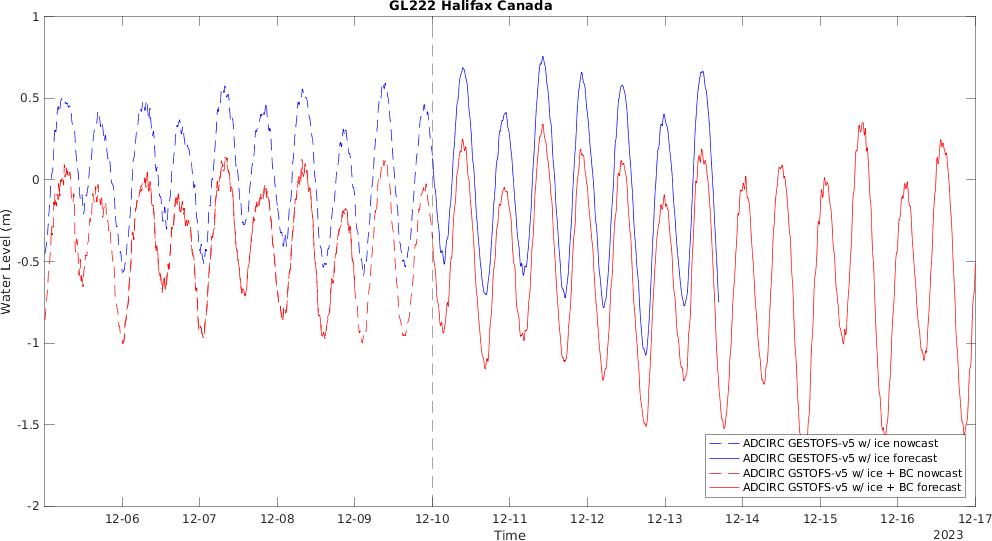 GL222 Halifax Canada
1
0.5
0
-0.5
-1
-1.5
-2
Water Level (m)
ADCIRC GESTOFS-v5 w/ ice nowcast
ADCIRC GESTOFS-v5 w/ ice forecast
ADCIRC GSTOFS-v5 w/ ice + BC nowcast
ADCIRC GSTOFS-v5 w/ ice + BC forecast
12-06 12-07 12-08 12-09 12-10 12-11 12-12 12-13 12-14 12-15 12-16 12-17
Time
2023